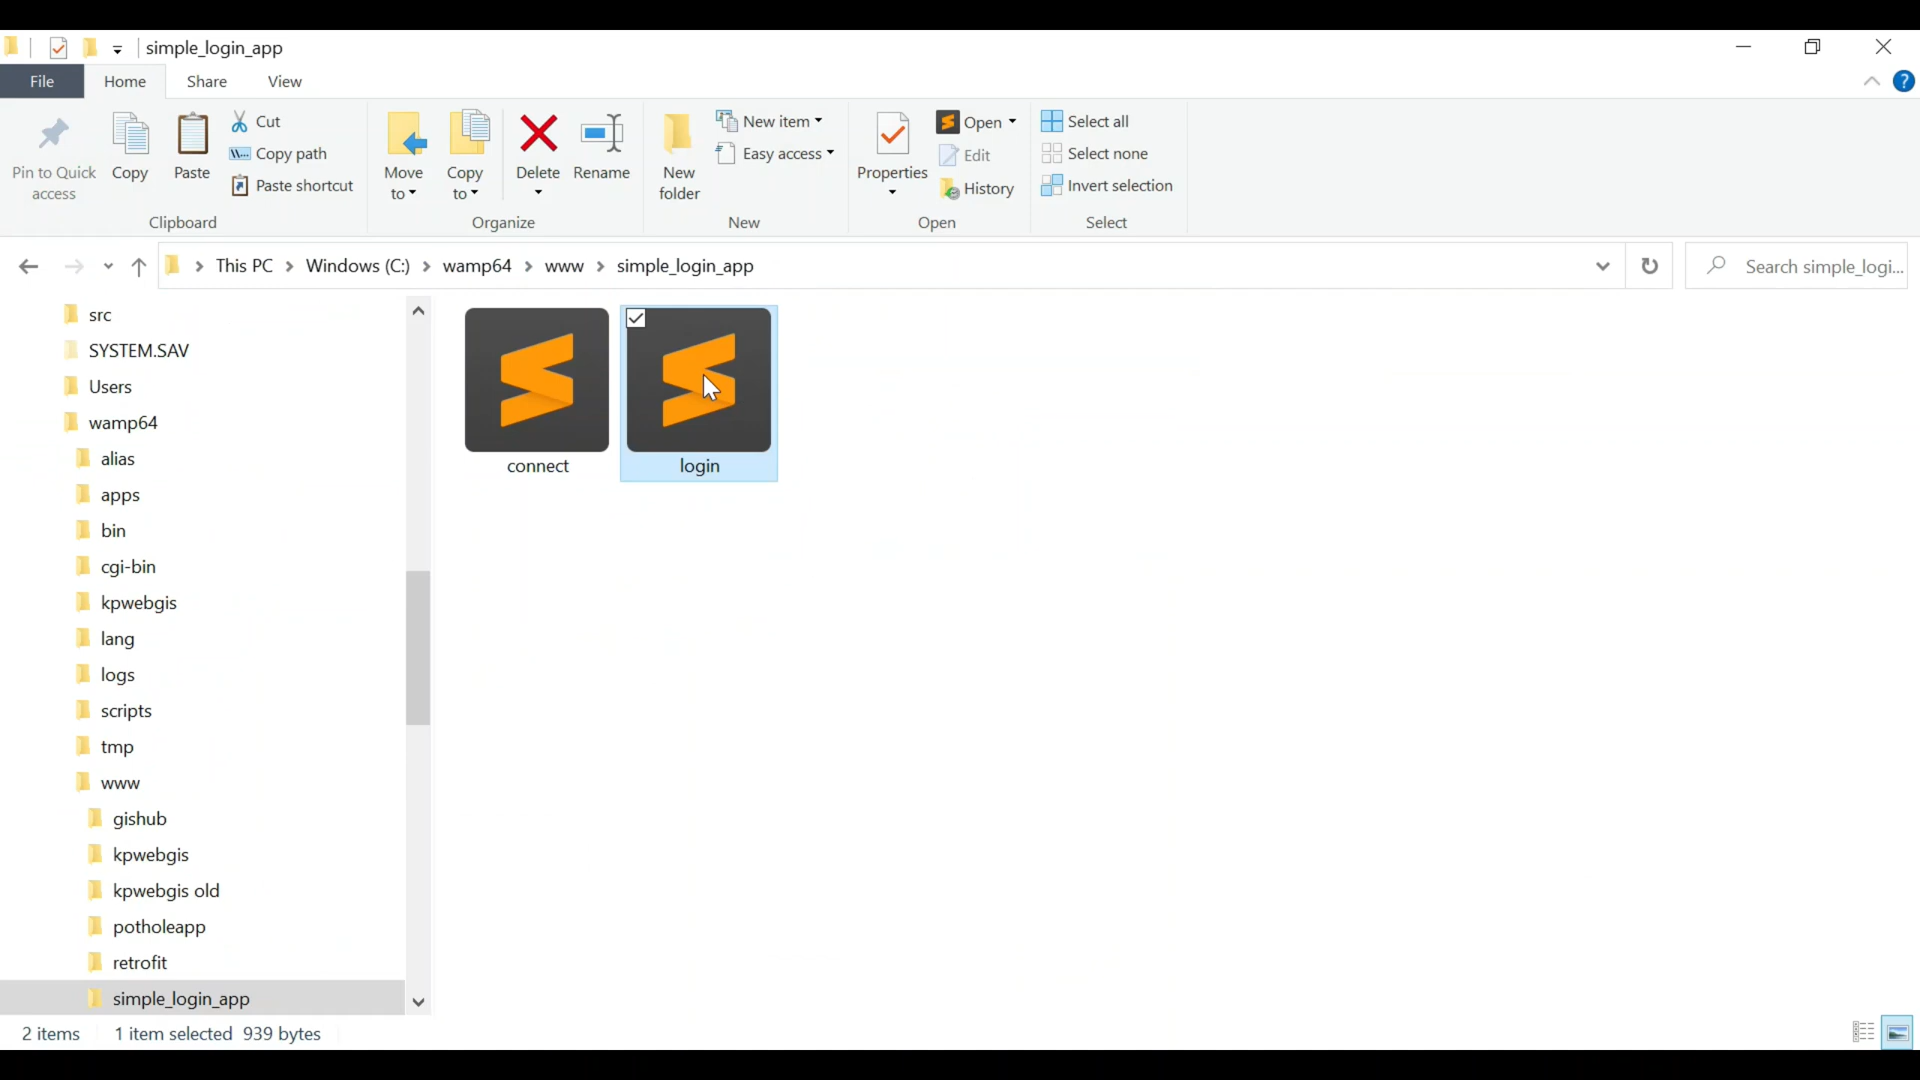 simple_login_app
File Home Share View
Pin to Quick access
Copy
Paste
Cut
Copy path
Paste shortcut
Clipboard
Move to
Copy to
Delete
Rename
Organize
New folder
New item
Easy access
New
Properties
Open
Edit
History
Open
Select all
Select none
Invert selection
Select
This PC > Windows (C:) > wamp64 > www > simple_login_app
Search simple_logi...
src
SYSTEM.SAV
Users
wamp64
alias
apps
bin
cgi-bin
kpwebgis
lang
logs
scripts
tmp
www
gishub
kpwebgis
kpwebgis old
potholeapp
retrofit
simple_login_app
connect
login
2 items 1 item selected 939 bytes